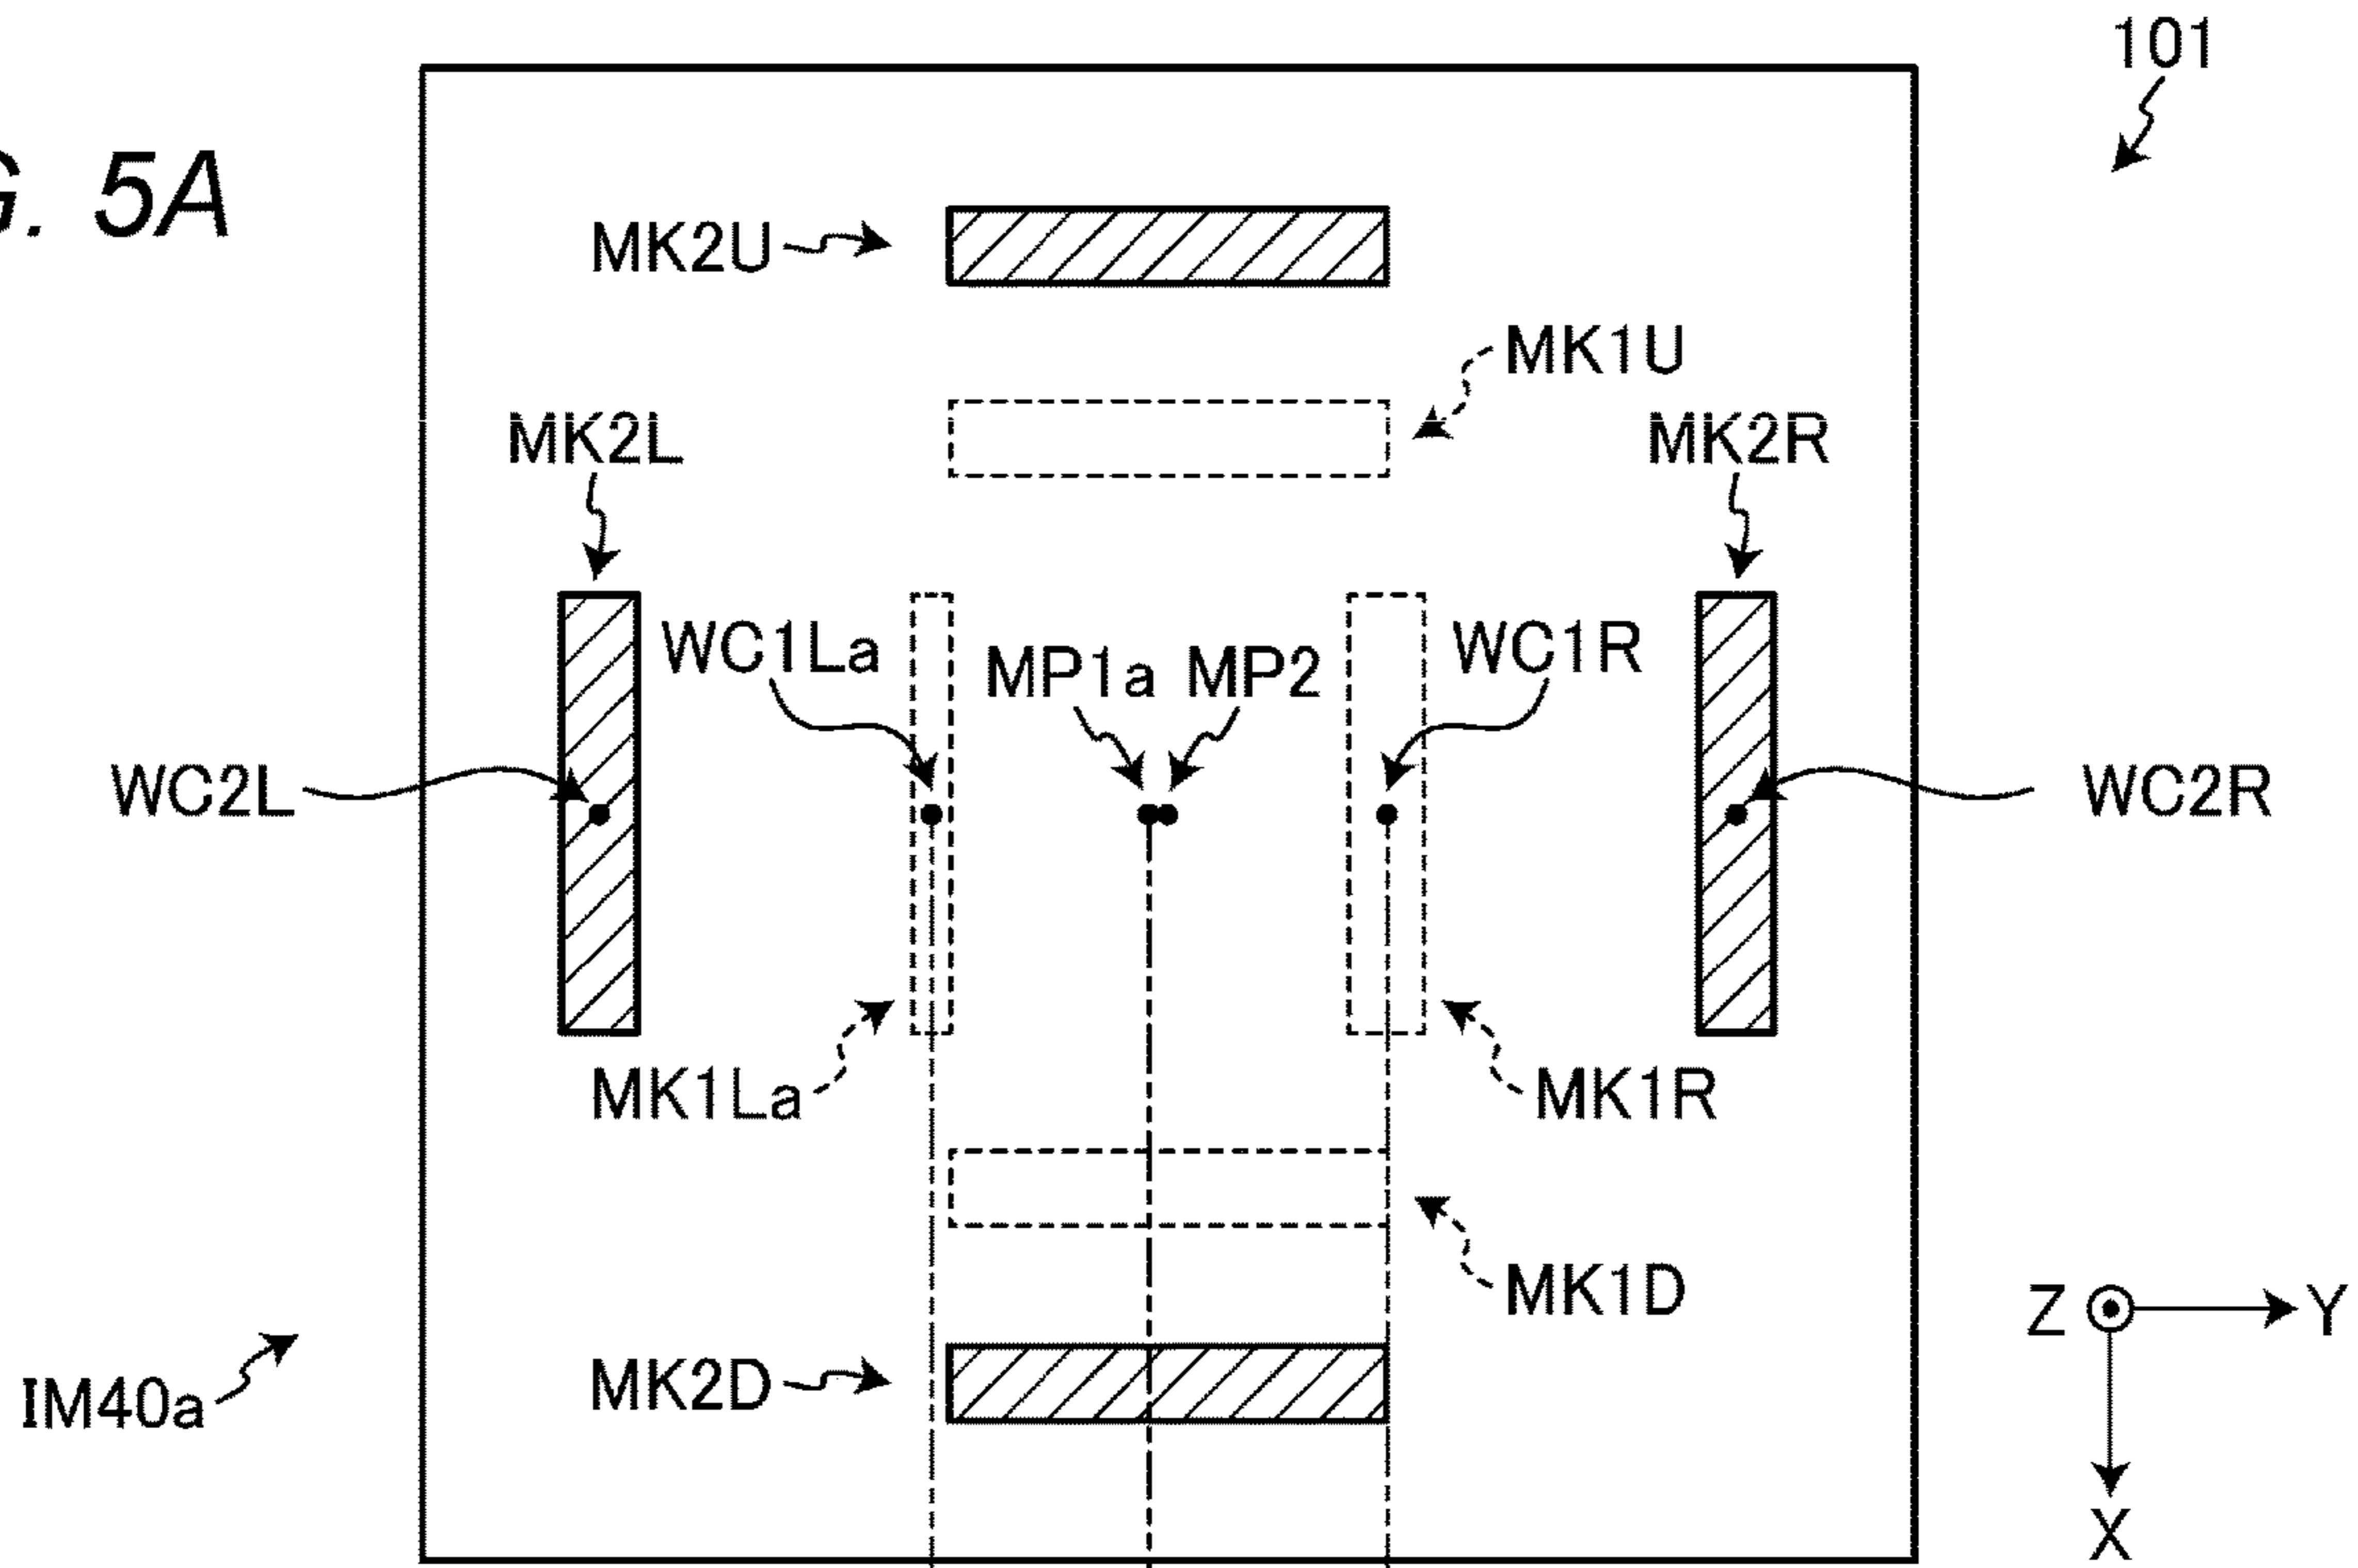 101
G. 5A
MK2U
MK1U
MK2L
MK2R
WC1La
MP1a
MP2
WC1R
WC2L
WC2R
MK1La
MK1R
MK1D
Z
Y
MK2D
IM40a
X